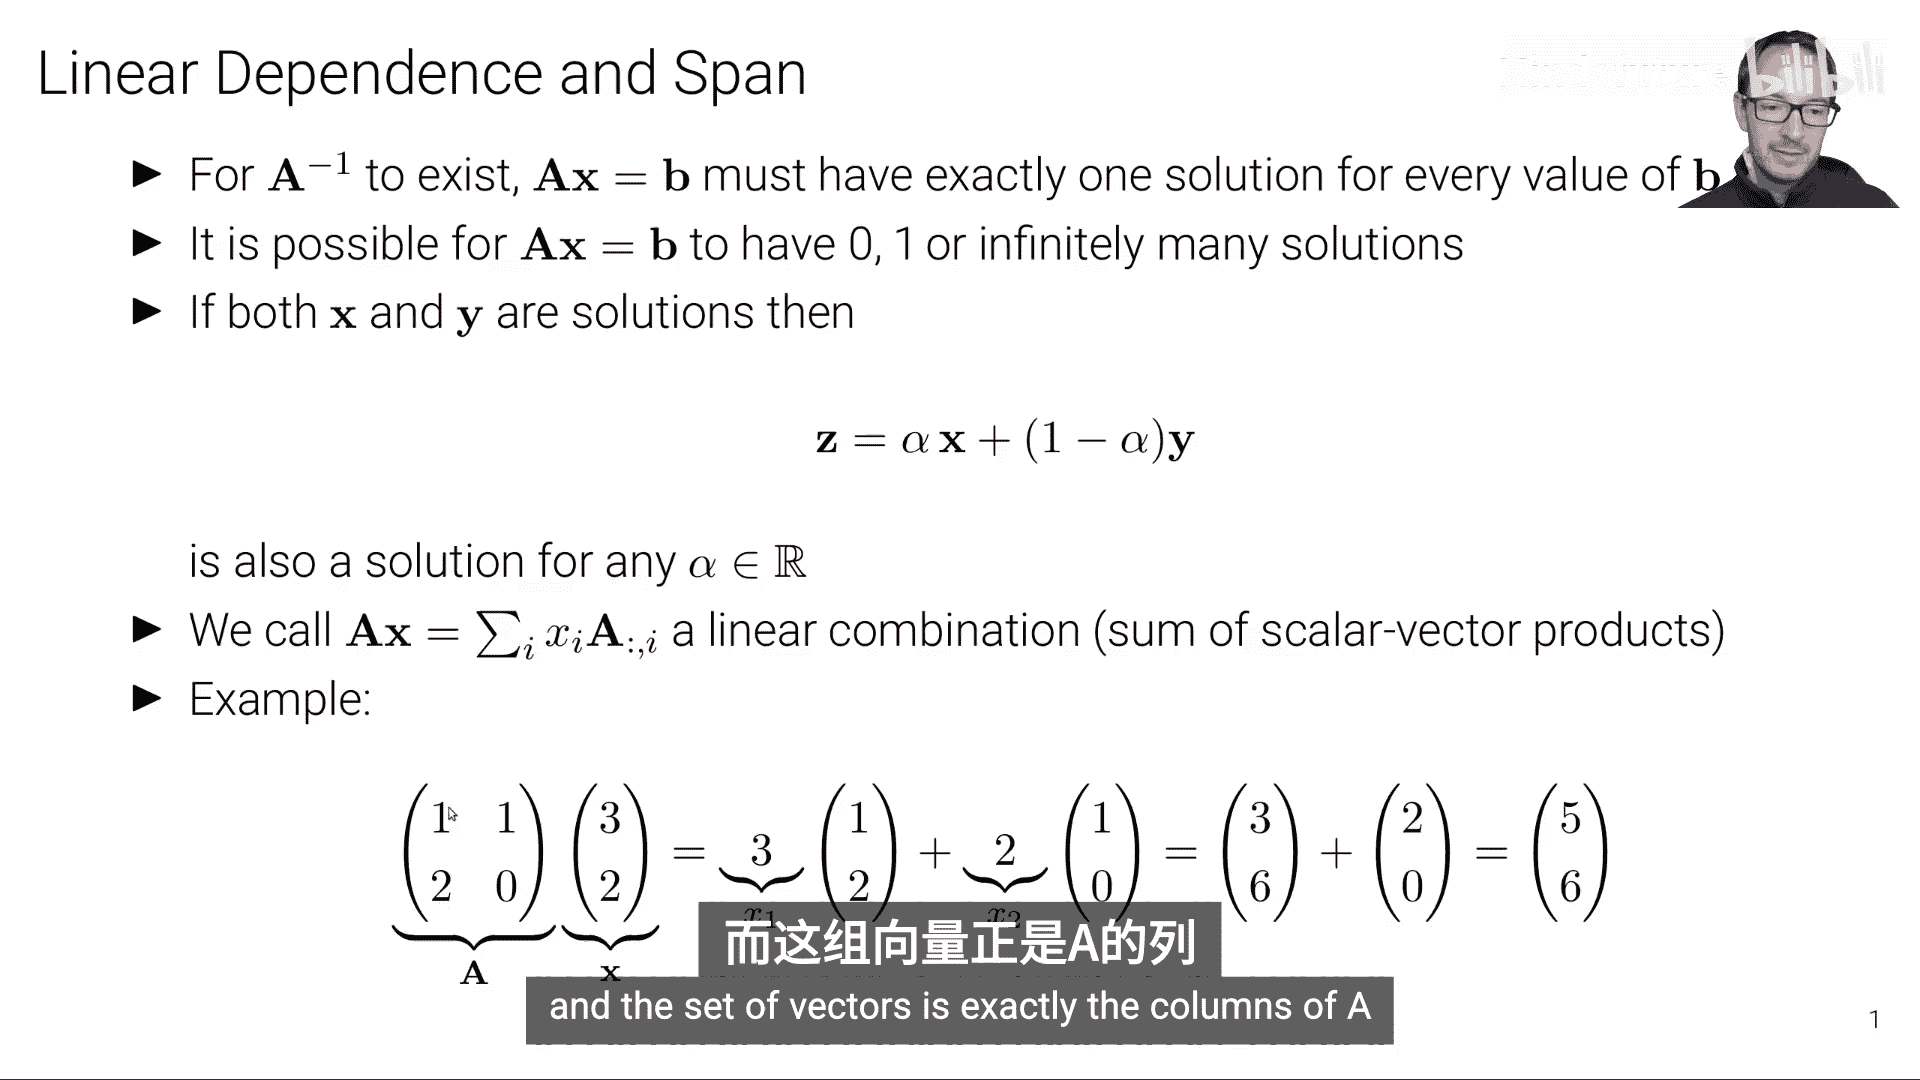 Linear Dependence and Span
bilibili
► For A⁻¹ to exist, Ax = b must have exactly one solution for every value of b
► It is possible for Ax = b to have 0, 1 or infinitely many solutions
► If both x and y are solutions then
z = α x + (1 − α)y
is also a solution for any α ∈ ℝ
► We call Ax = ∑ᵢ xᵢA:,ᵢ a linear combination (sum of scalar-vector products)
► Example:
(1 1; 2 0) (3; 2) = 3 (1; 2) + 2 (1; 0) = (3; 6) + (2; 0) = (5; 6)
A x x₁ x₂
而这组向量正是A的列
and the set of vectors is exactly the columns of A
1